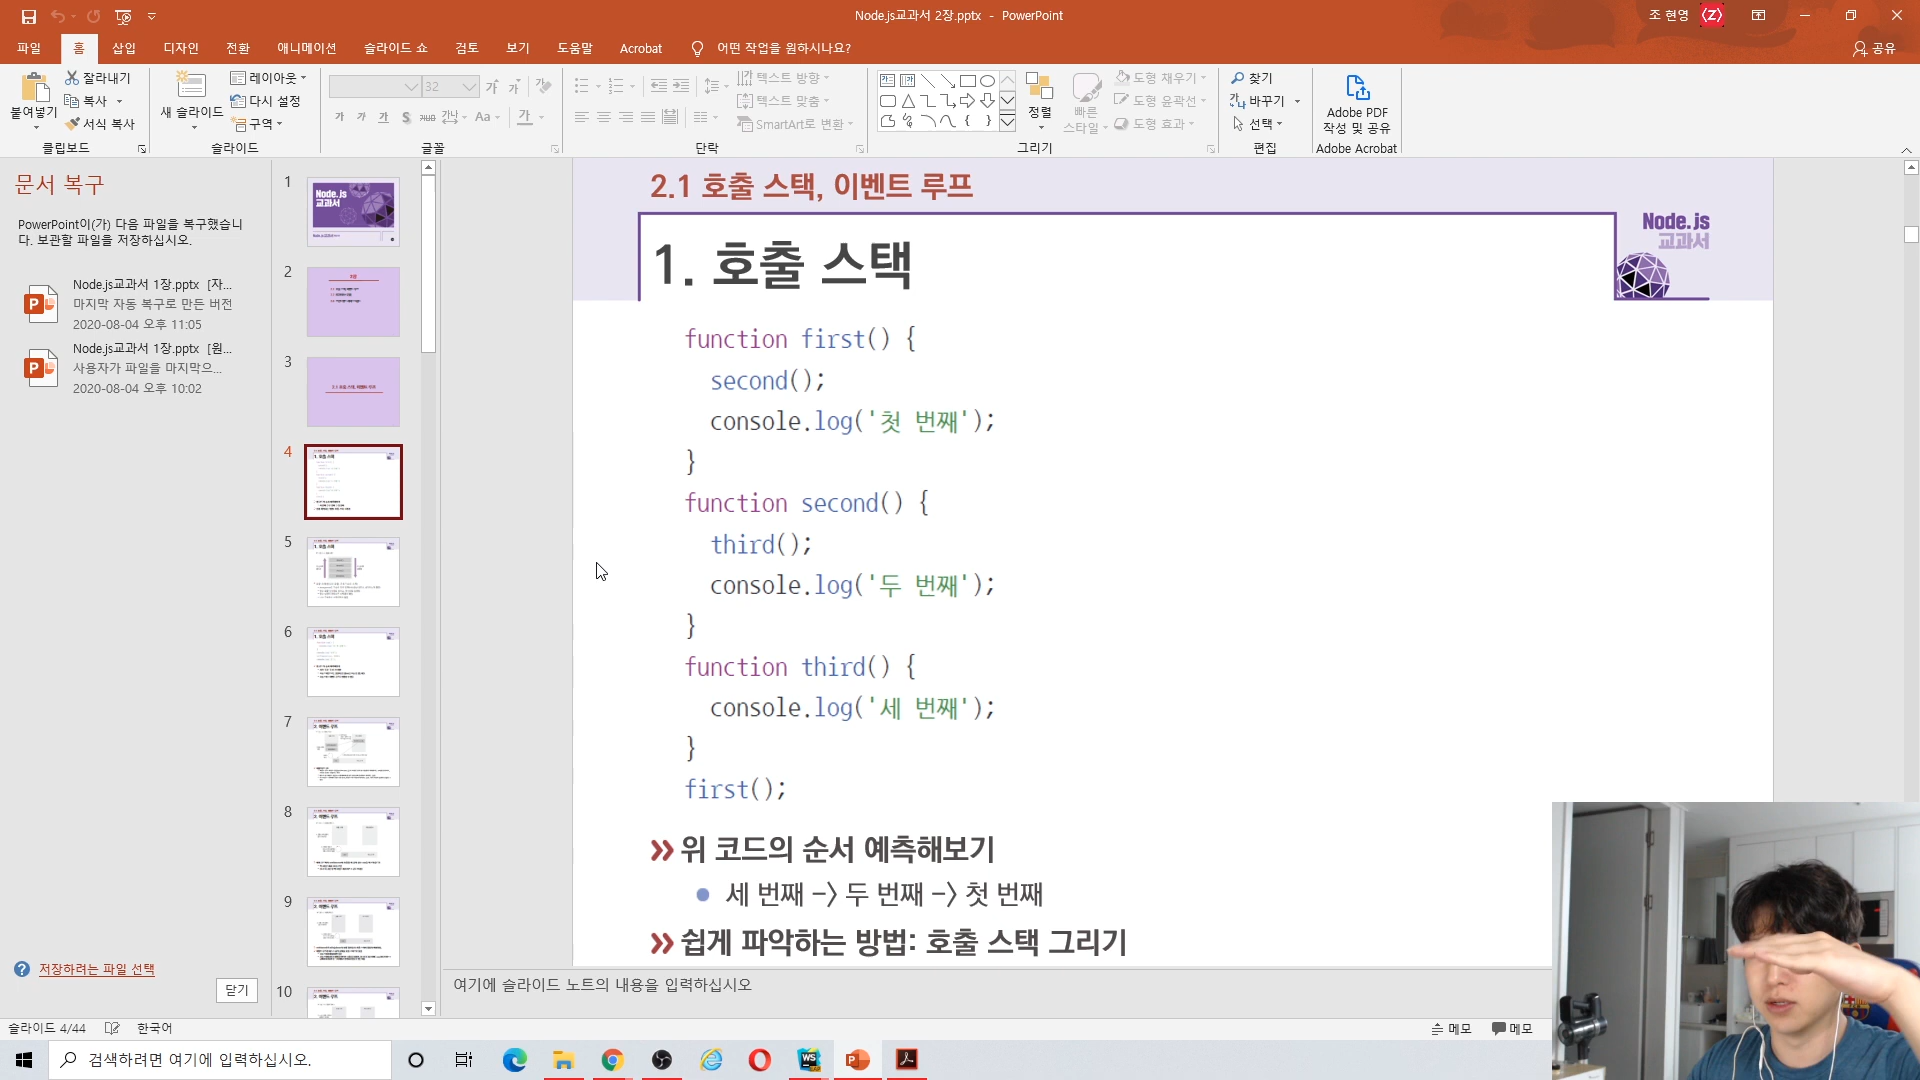 Node.js교과서 2장.pptx - PowerPoint
조 현영
파일 홈 삽입 디자인 전환 애니메이션 슬라이드 쇼 검토 보기 도움말 Acrobat 어떤 작업을 원하시나요?
공유
붙여넣기
잘라내기
복사
서식 복사
클립보드
새 슬라이드
레이아웃
다시 설정
구역
슬라이드
32
글꼴
텍스트 방향
텍스트 맞춤
SmartArt로 변환
단락
정렬
빠른
스타일
도형 채우기
도형 윤곽선
도형 효과
그리기
찾기
바꾸기
선택
편집
Adobe PDF
작성 및 공유
Adobe Acrobat
문서 복구
PowerPoint이(가) 다음 파일을 복구했습니
다. 보관할 파일을 저장하십시오.
Node.js교과서 1장.pptx [자...
마지막 자동 복구로 만든 버전
2020-08-04 오후 11:05
Node.js교과서 1장.pptx [원...
사용자가 파일을 마지막으...
2020-08-04 오후 10:02
저장하려는 파일 선택
닫기
1
Node.js
교과서
2
3
4
5
6
7
8
9
10
2.1 호출 스택, 이벤트 루프
Node.js
교과서
1. 호출 스택
function first() {
second();
console.log('첫 번째');
}
function second() {
third();
console.log('두 번째');
}
function third() {
console.log('세 번째');
}
first();
위 코드의 순서 예측해보기
세 번째 -> 두 번째 -> 첫 번째
쉽게 파악하는 방법: 호출 스택 그리기
여기에 슬라이드 노트의 내용을 입력하십시오
슬라이드 4/44 한국어
메모 메모
검색하려면 여기에 입력하십시오.